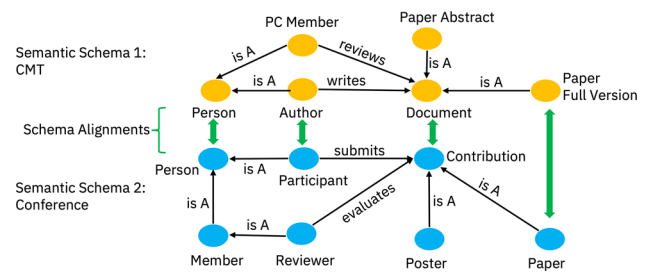 PC Member
Paper Abstract
Semantic Schema 1:
CMT
is A
reviews
is A
is A
writes
is A
Paper
Full Version
Person
Author
Document
Schema Alignments
Person
is A
submits
Participant
Contribution
Semantic Schema 2:
Conference
is A
is A
evaluates
is A
is A
Member
Reviewer
Poster
Paper